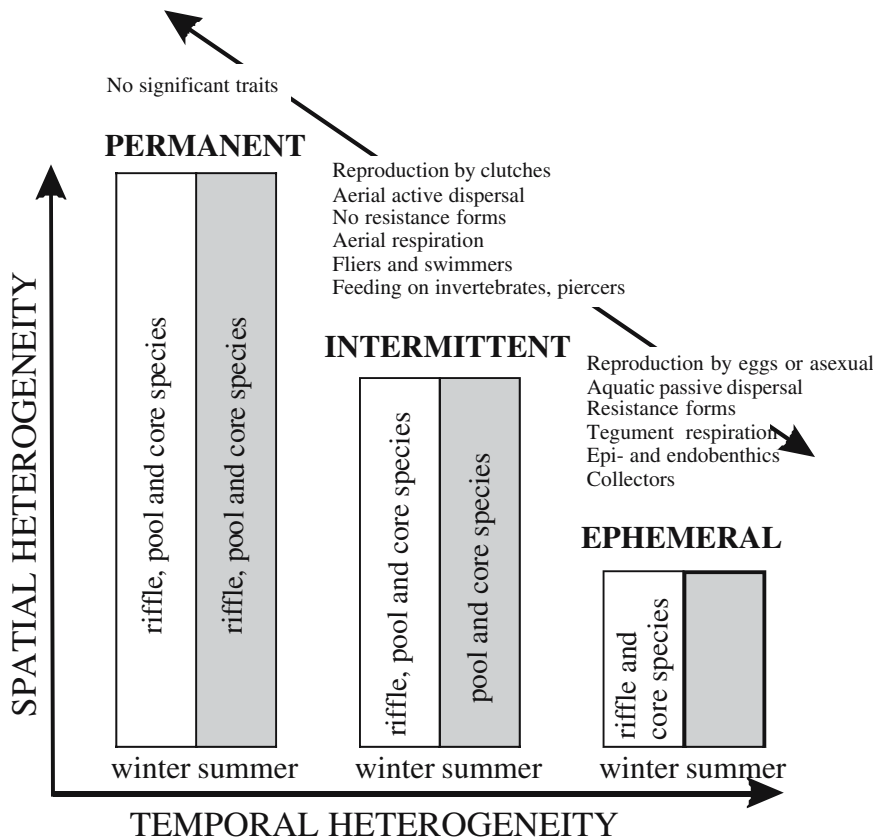 No significant traits
PERMANENT
Reproduction by clutches
Aerial active dispersal
No resistance forms
Aerial respiration
Fliers and swimmers
Feeding on invertebrates, piercers
INTERMITTENT
Reproduction by eggs or asexual
Aquatic passive dispersal
Resistance forms
Tegument respiration
Epi- and endobenthics
Collectors
EPHEMERAL
SPATIAL HETEROGENEITY
riffle, pool and core species
riffle, pool and core species
riffle, pool and core species
pool and core species
riffle and
core species
winter summer
winter summer
winter summer
TEMPORAL HETEROGENEITY